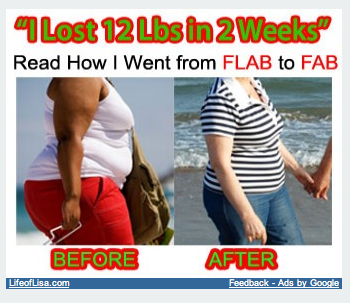 "I Lost 12 Lbs in 2 Weeks"
Read How I Went from FLAB to FAB
BEFORE AFTER
LifeofLisa.com Feedback - Ads by Google